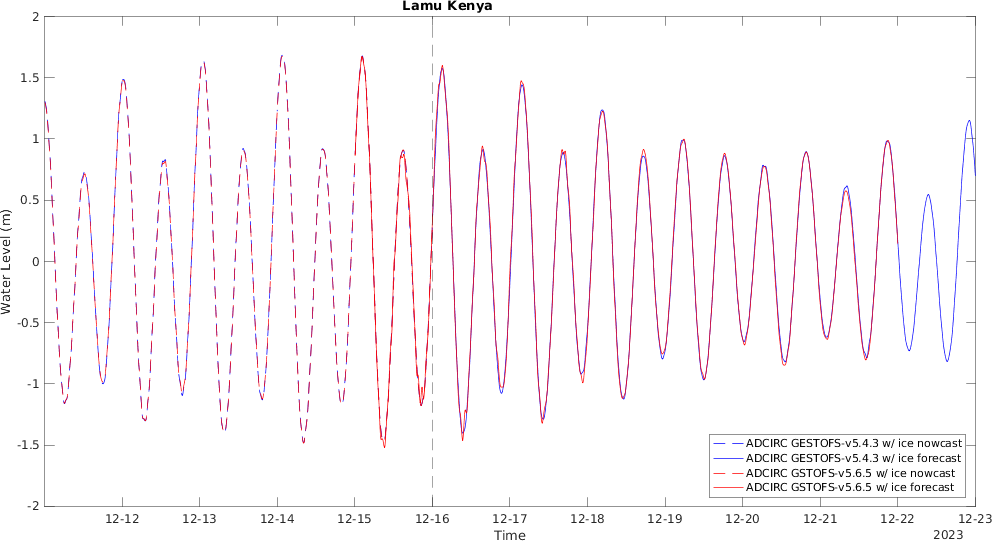 Lamu Kenya
2
1.5
1
0.5
0
-0.5
-1
-1.5
-2
Water Level (m)
ADCIRC GESTOFS-v5.4.3 w/ ice nowcast
ADCIRC GESTOFS-v5.4.3 w/ ice forecast
ADCIRC GSTOFS-v5.6.5 w/ ice nowcast
ADCIRC GSTOFS-v5.6.5 w/ ice forecast
12-12 12-13 12-14 12-15 12-16 12-17 12-18 12-19 12-20 12-21 12-22 12-23
Time
2023